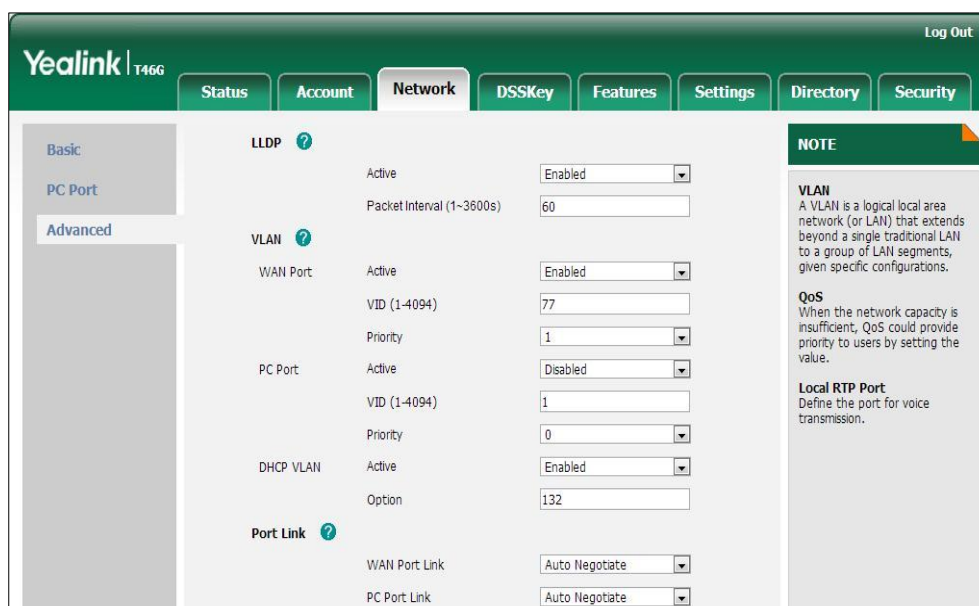 Log Out
Yealink T46G
Status Account Network DSSKey Features Settings Directory Security
Basic
PC Port
Advanced
LLDP ?
Active Enabled
Packet Interval (1~3600s) 60
VLAN ?
WAN Port Active Enabled
VID (1-4094) 77
Priority 1
PC Port Active Disabled
VID (1-4094) 1
Priority 0
DHCP VLAN Active Enabled
Option 132
Port Link ?
WAN Port Link Auto Negotiate
PC Port Link Auto Negotiate
NOTE
VLAN
A VLAN is a logical local area
network (or LAN) that extends
beyond a single traditional LAN
to a group of LAN segments,
given specific configurations.
QoS
When the network capacity is
insufficient, QoS could provide
priority to users by setting the
value.
Local RTP Port
Define the port for voice
transmission.